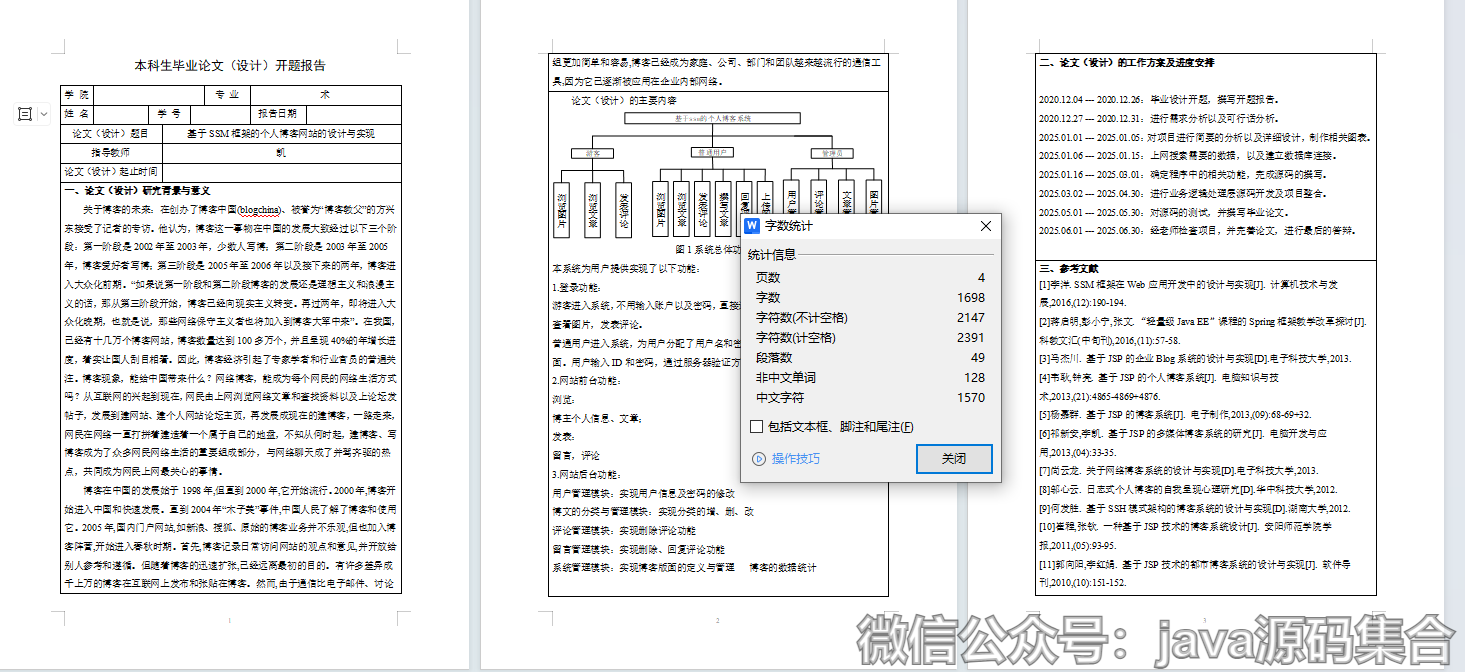 本科生毕业论文（设计）开题报告
学 院
专 业
术
姓 名
学 号
报告日期
论文（设计）题目
基于 SSM 框架的个人博客网站的设计与实现
指导教师
凯
论文（设计）起止时间
一、论文（设计）研究背景与意义
关于博客的未来：在创办了博客中国(blogchina)、被誉为“博客教父”的方兴
东接受了记者的专访。他认为，博客这一事物在中国的发展大致经过以下三个阶
段：第一阶段是 2002 年至 2003 年，少数人写博；第二阶段是 2003 年至 2005
年，博客爱好者写博；第三阶段是 2005 年至 2006 年以及接下来的两年，博客进
入大众化前期。“如果说第一阶段和第二阶段博客的发展还是理想主义和浪漫主
义的话，那从第三阶段开始，博客已经向现实主义转变。再过两年，即将进入大
众化晚期，也就是说，那些网络保守主义者也将加入到博客大军中来”。在我国，
已经有十几万个博客网站，博客数量达到 100 多万个，并且呈现 40%的年增长进
度，着实让国人刮目相看。因此，博客经济引起了专家学者和行业官员的普遍关
注。博客现象，能给中国带来什么？网络博客，能成为每个网民的网络生活方式
吗？从互联网的兴起到现在，网民由上网浏览网络文章和查找资料以及上论坛发
帖子，发展到建网站、建个人网站论坛主页，再发展成现在的建博客，一路走来，
网民在网络一直打拼着建造着一个属于自己的地盘，不知从何时起，建博客、写
博客成为了众多网民网络生活的重要组成部分，与网络聊天成了并驾齐驱的热
点，共同成为网民上网最关心的事情。
博客在中国的发展始于 1998 年,但直到 2000 年,它开始流行。2000 年,博客开
始进入中国和快速发展。直到 2004 年“木子美”事件,中国人民了解了博客和使用
它。2005 年,国内门户网站,如新浪、搜狐、原始的博客业务并不乐观,但也加入博
客阵营,开始进入春秋时期。首先,博客记录日常访问网站的观点和意见,并开放给
别人参考和遵循。但随着博客的迅速扩张,已经远离最初的目的。有许多差异成
千上万的博客在互联网上发布和张贴在博客。然而,由于通信比电子邮件、讨论
1
组更加简单和容易,博客已经成为家庭、公司、部门和团队越来越流行的通信工
具,因为它已逐渐被应用在企业内部网络。
论文（设计）的主要内容
基于ssm的个人博客系统
游客
普通用户
管理员
浏览图片
浏览文章
发表评论
浏览图片
浏览文章
发表评论
撰写文章
图 1 系统总体功
本系统为用户提供实现了以下功能：
1.登录功能：
游客进入系统，不用输入账户以及密码，直接
查看图片，发表评论。
普通用户进入系统，为用户分配了用户名和密
面。用户输入 ID 和密码，通过服务器验证方
2.网站前台功能：
浏览：
博主个人信息、文章；
发表：
留言，评论
3.网站后台功能：
用户管理模块：实现用户信息及密码的修改
博文的分类与管理模块：实现分类的增、删、改
评论管理模块：实现删除评论功能
留言管理模块：实现删除、回复评论功能
系统管理模块：实现博客版面的定义与管理 博客的数据统计
2
字数统计
统计信息
页数 4
字数 1698
字符数(不计空格) 2147
字符数(计空格) 2391
段落数 49
非中文单词 128
中文字符 1570
包括文本框、脚注和尾注(F)
操作技巧
关闭
二、论文（设计）的工作方案及进度安排
2020.12.04 --- 2020.12.26：毕业设计开题，撰写开题报告。
2020.12.27 --- 2020.12.31：进行需求分析以及可行话分析。
2025.01.01 --- 2025.01.05：对项目进行简要的分析以及详细设计，制作相关图表。
2025.01.06 --- 2025.01.15：上网搜索需要的数据，以及建立数据库连接。
2025.01.16 --- 2025.03.01：确定程序中的相关功能，完成源码的撰写。
2025.03.02 --- 2025.04.30：进行业务逻辑处理层源码开发及项目整合。
2025.05.01 --- 2025.05.30：对源码的测试，并撰写毕业论文。
2025.06.01 --- 2025.06.30：经老师检查项目，并完善论文，进行最后的答辩。
三、参考文献
[1]李洋. SSM 框架在 Web 应用开发中的设计与实现[J]. 计算机技术与发
展,2016,(12):190-194.
[2]蒋启明,彭小宁,张文. “轻量级 Java EE”课程的 Spring 框架教学改革探讨[J].
科教文汇(中旬刊),2016,(11):57-58.
[3]马杰川. 基于 JSP 的企业 Blog 系统的设计与实现[D].电子科技大学,2013.
[4]韦耿,钟亮. 基于 JSP 的个人博客系统[J]. 电脑知识与技
术,2013,(21):4865-4869+4876.
[5]杨嘉群. 基于 JSP 的博客系统[J]. 电子制作,2013,(09):68-69+32.
[6]祁新安,李凯. 基于 JSP 的多媒体博客系统的研究[J]. 电脑开发与应
用,2013,(04):33-35.
[7]尚云龙. 关于网络博客系统的设计与实现[D].电子科技大学,2013.
[8]邹心云. 日志式个人博客的自我呈现心理研究[D].华中科技大学,2012.
[9]何发胜. 基于 SSH 模式架构的博客系统的设计与实现[D].湖南大学,2012.
[10]崔程,张钦. 一种基于 JSP 技术的博客系统设计[J]. 安阳师范学院学
报,2011,(05):93-95.
[11]郭向阳,李红娟. 基于 JSP 技术的都市博客系统的设计与实现[J]. 软件导
刊,2010,(10):151-152.
3
微信公众号：java源码集合